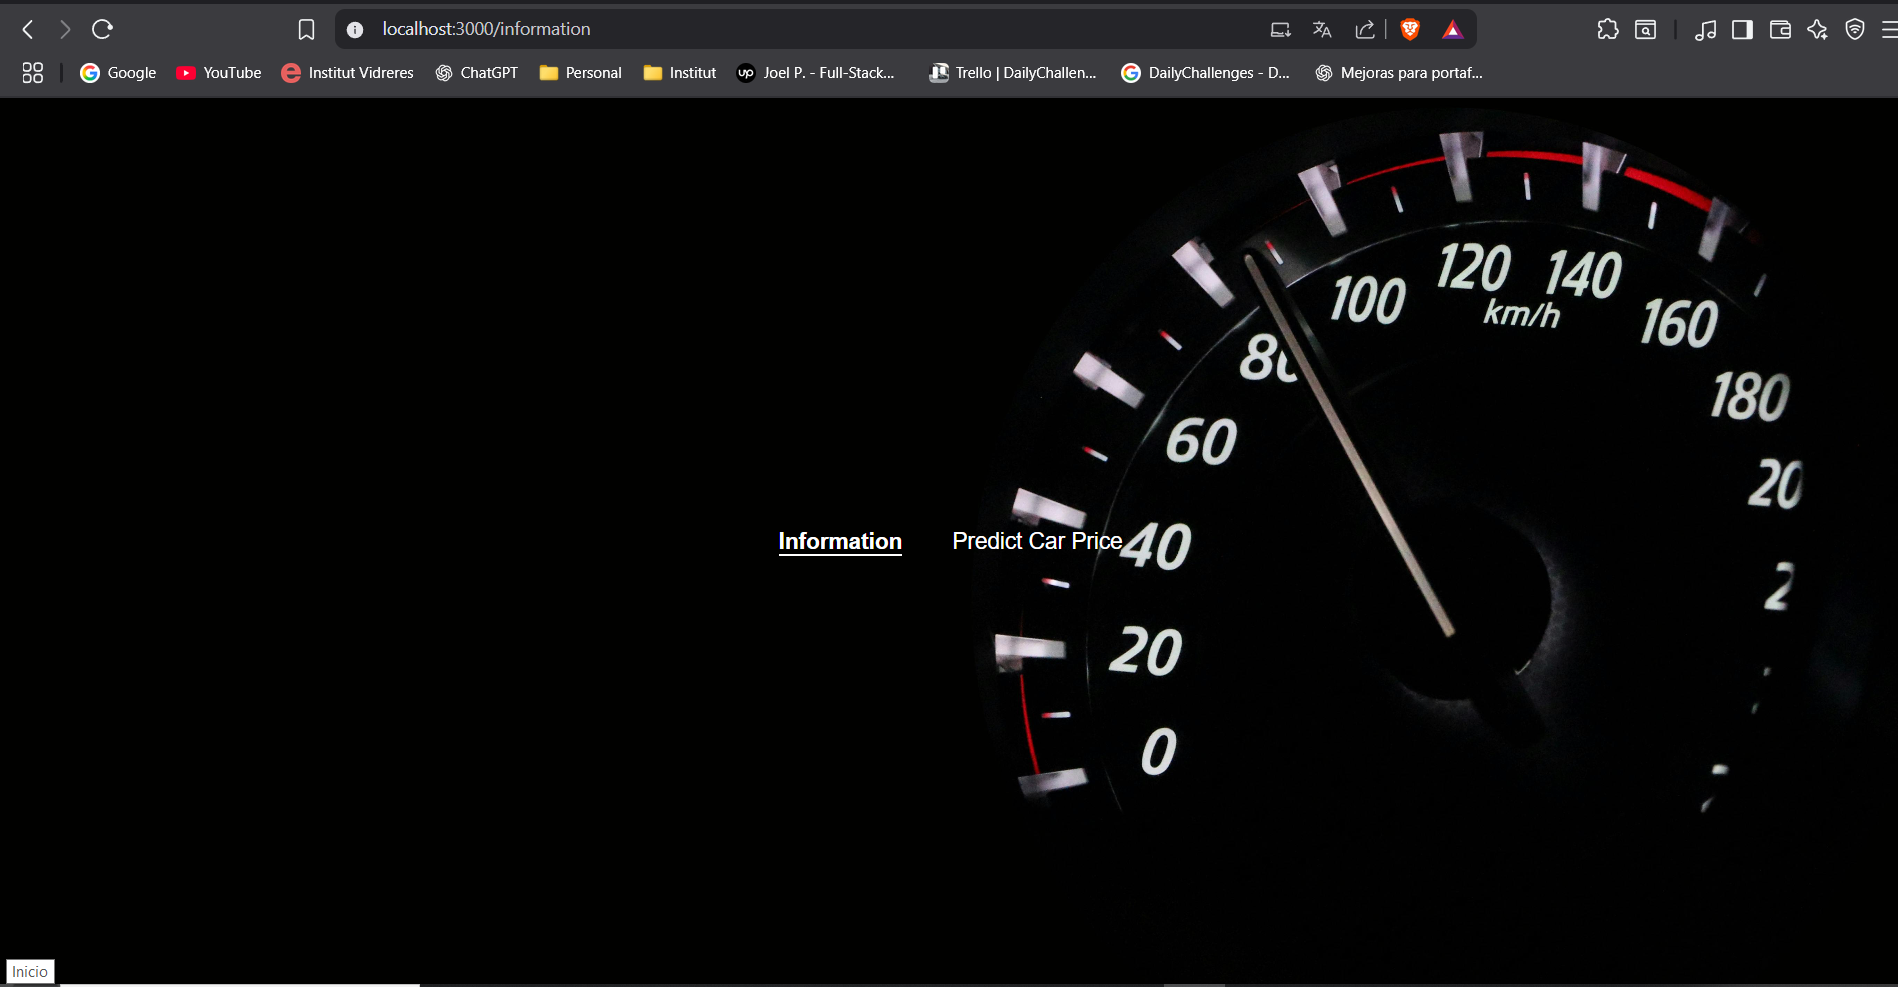 localhost:3000/information
Google YouTube Institut Vidreres ChatGPT Personal Institut up Joel P. - Full-Stack... Trello | DailyChallen... DailyChallenges - D... Mejoras para portaf...
120 140
km/h
100
160
80
180
60
20
Information Predict Car Price
40
2
20
0
Inicio